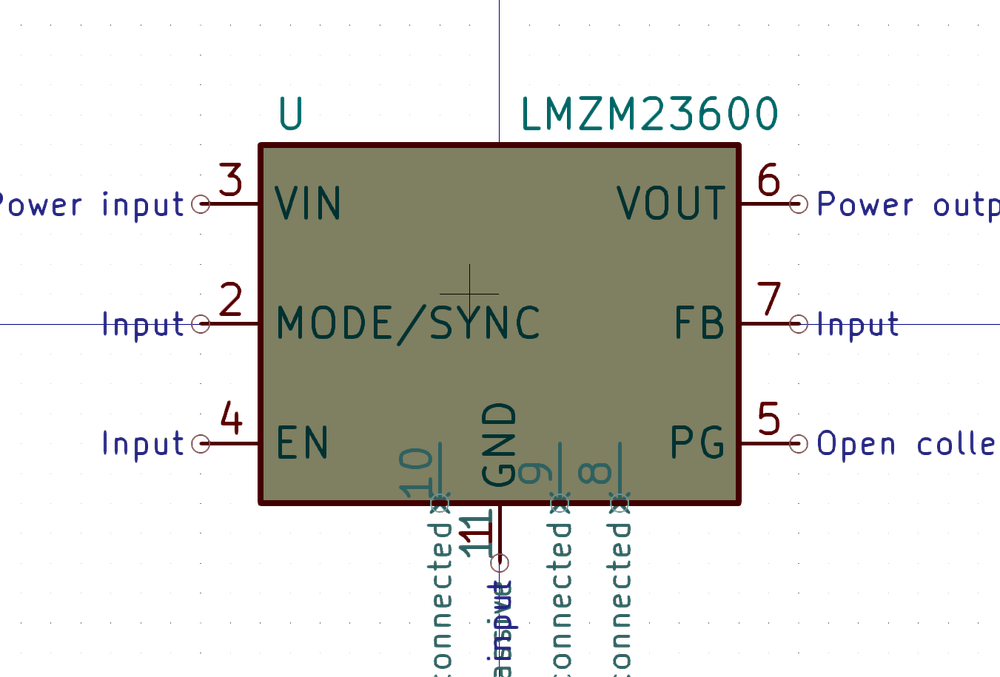 U LMZM23600
3 6
Power input VIN VOUT Power outp
2 7
Input MODE/SYNC FB Input
4 5
Input EN PG Open colle
GND
10 9 8
11
connected input connected connected